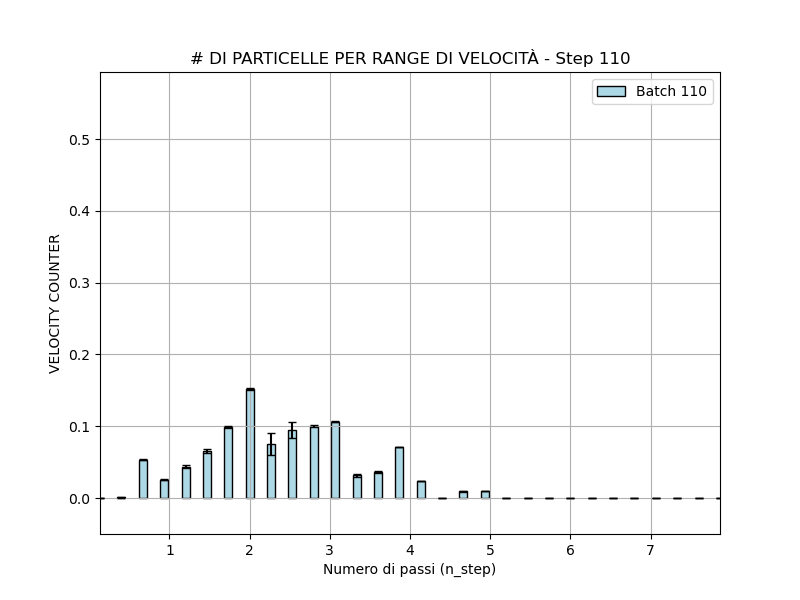 # DI PARTICELLE PER RANGE DI VELOCITÀ - Step 110
Batch 110
VELOCITY COUNTER
0.5
0.4
0.3
0.2
0.1
0.0
1 2 3 4 5 6 7
Numero di passi (n_step)